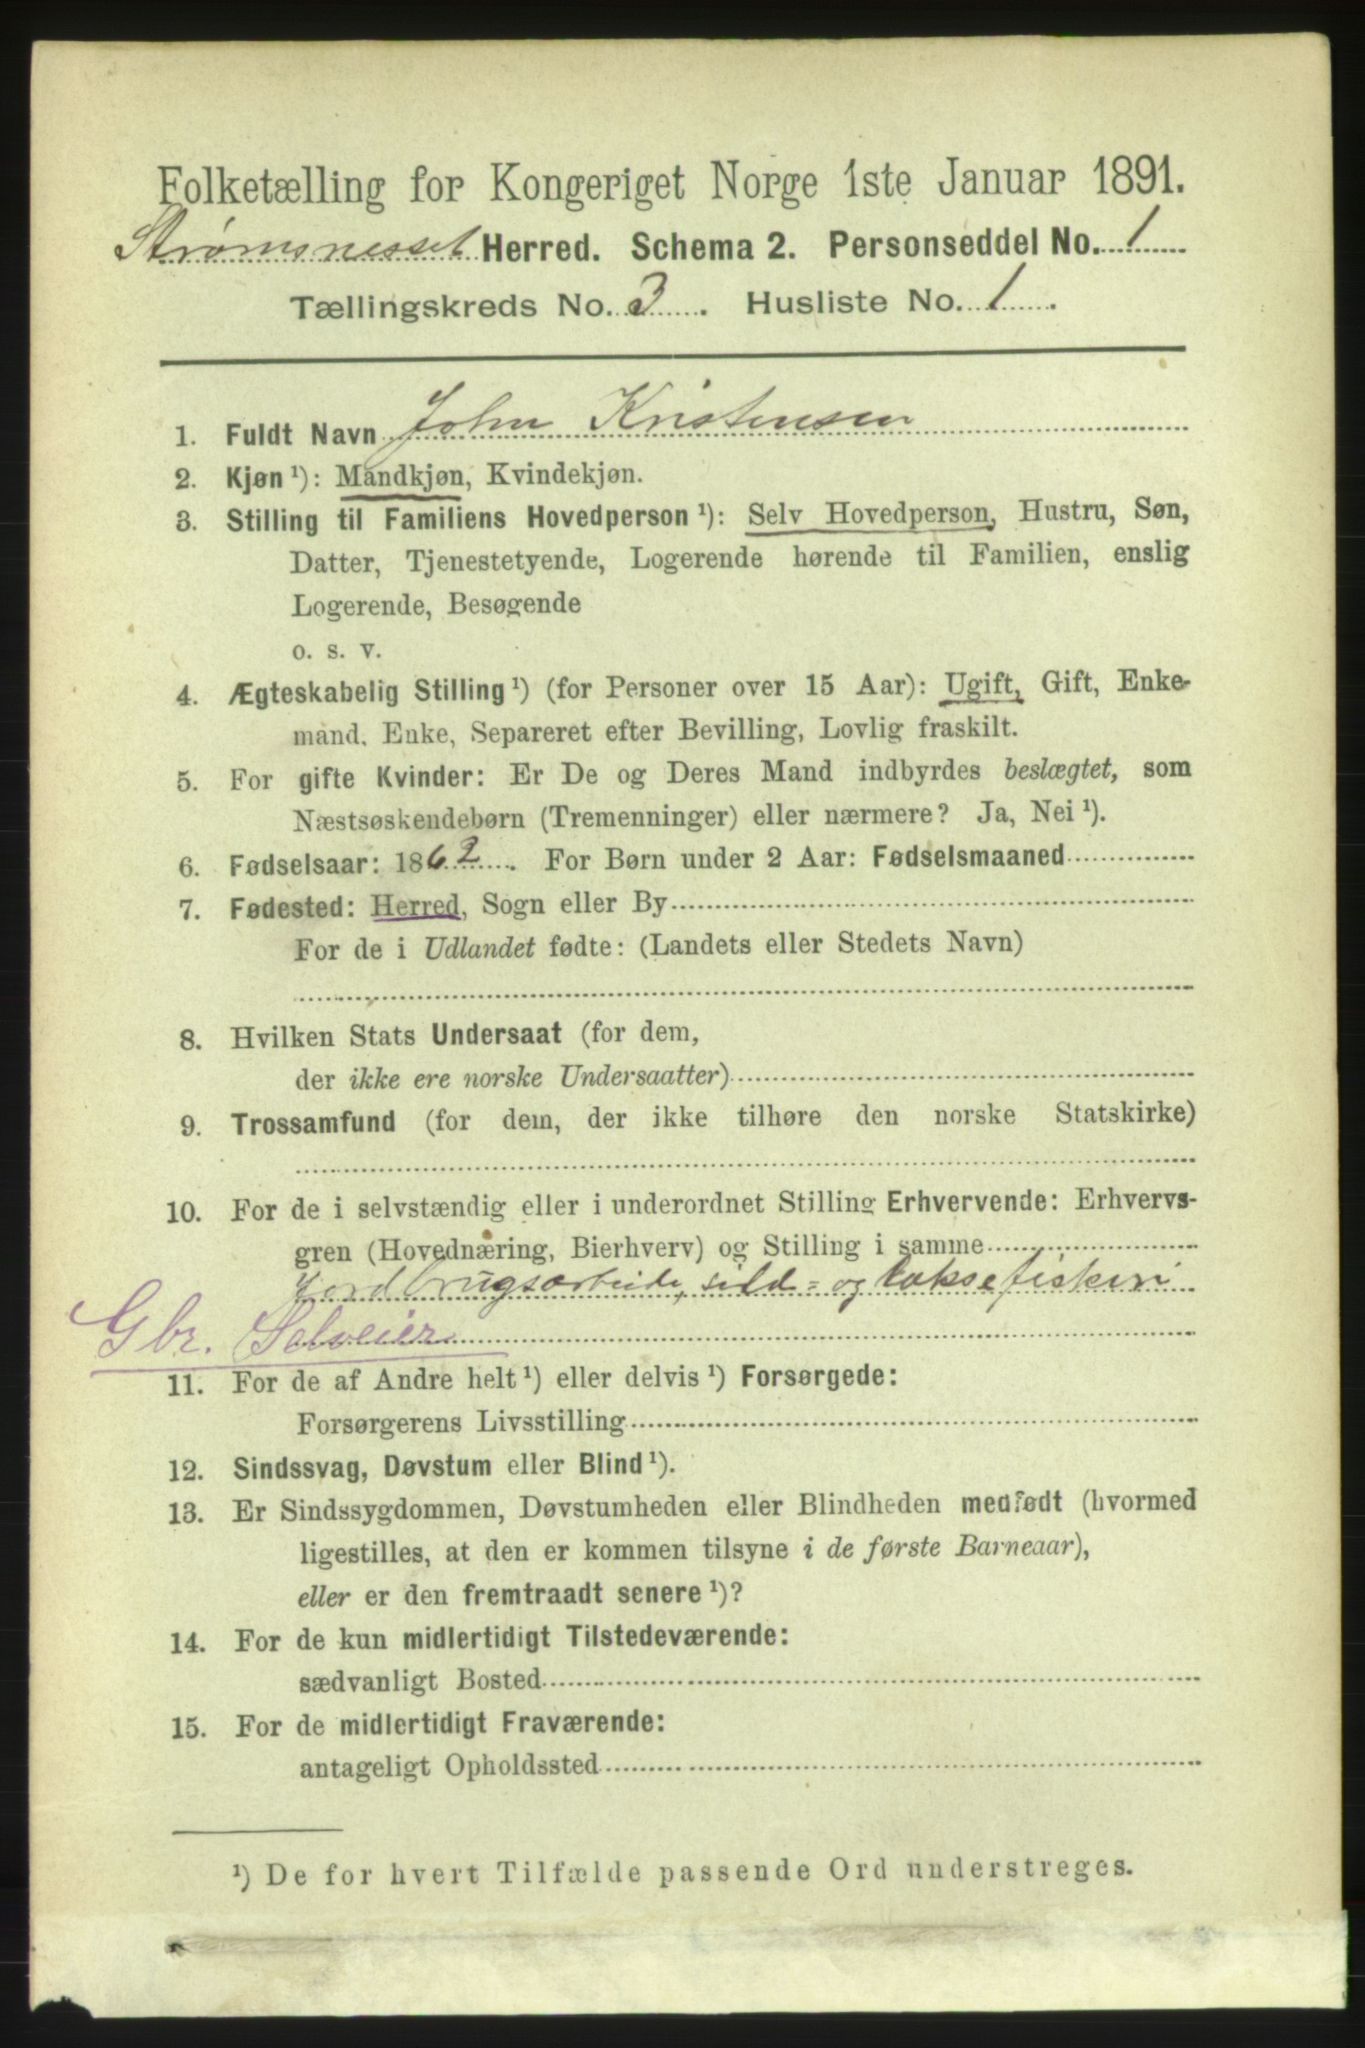 Folketælling for Kongeriget Norge 1ste Januar 1891.
Strømsnesset Herred. Schema 2. Personseddel No. 1
Tællingskreds No. 3. Husliste No. 1.
1. Fuldt Navn John Kristensen
2. Kjøn ¹): Mandkjøn, Kvindekjøn.
3. Stilling til Familiens Hovedperson ¹): Selv Hovedperson, Hustru, Søn,
Datter, Tjenestetyende, Logerende hørende til Familien, enslig
Logerende, Besøgende
o. s. v.
4. Ægteskabelig Stilling ¹) (for Personer over 15 Aar): Ugift, Gift, Enke-
mand, Enke, Separeret efter Bevilling, Lovlig fraskilt.
5. For gifte Kvinder: Er De og Deres Mand indbyrdes beslægtet, som
Næstsøskendebørn (Tremenninger) eller nærmere? Ja, Nei ¹).
6. Fødselsaar: 1862. For Børn under 2 Aar: Fødselsmaaned
7. Fødested: Herred, Sogn eller By
For de i Udlandet fødte: (Landets eller Stedets Navn)
8. Hvilken Stats Undersaat (for dem,
der ikke ere norske Undersaatter)
9. Trossamfund (for dem, der ikke tilhøre den norske Statskirke)
10. For de i selvstændig eller i underordnet Stilling Erhvervende: Erhvervs-
gren (Hovednæring, Bierhverv) og Stilling i samme
Jordbrugsarbeide, sild- og laksefiskeri
Gbr. Selveier
11. For de af Andre helt ¹) eller delvis ¹) Forsørgede:
Forsørgerens Livsstilling
12. Sindssvag, Døvstum eller Blind ¹).
13. Er Sindssygdommen, Døvstumheden eller Blindheden medfødt (hvormed
ligestilles, at den er kommen tilsyne i de første Barneaar),
eller er den fremtraadt senere ¹)?
14. For de kun midlertidigt Tilstedeværende:
sædvanligt Bosted
15. For de midlertidigt Fraværende:
antageligt Opholdssted
¹) De for hvert Tilfælde passende Ord understreges.